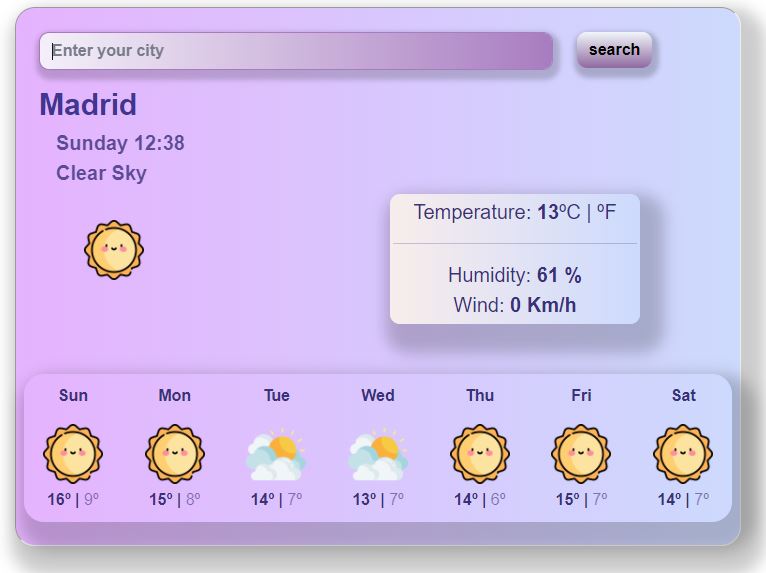 Enter your city
search
Madrid
Sunday 12:38
Clear Sky
Temperature: 13ºC | ºF
Humidity: 61 %
Wind: 0 Km/h
Sun Mon Tue Wed Thu Fri Sat
16º | 9º 15º | 8º 14º | 7º 13º | 7º 14º | 6º 15º | 7º 14º | 7º